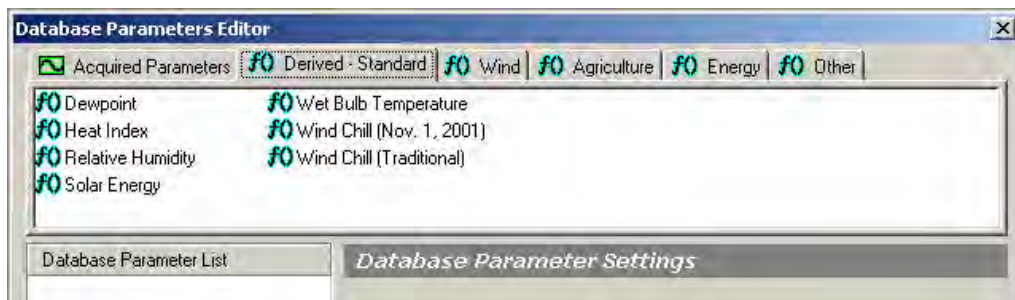 Database Parameters Editor
Acquired Parameters f() Derived - Standard f() Wind f() Agriculture f() Energy f() Other
f() Dewpoint f() Wet Bulb Temperature
f() Heat Index f() Wind Chill (Nov. 1, 2001)
f() Relative Humidity f() Wind Chill (Traditional)
f() Solar Energy
Database Parameter List Database Parameter Settings